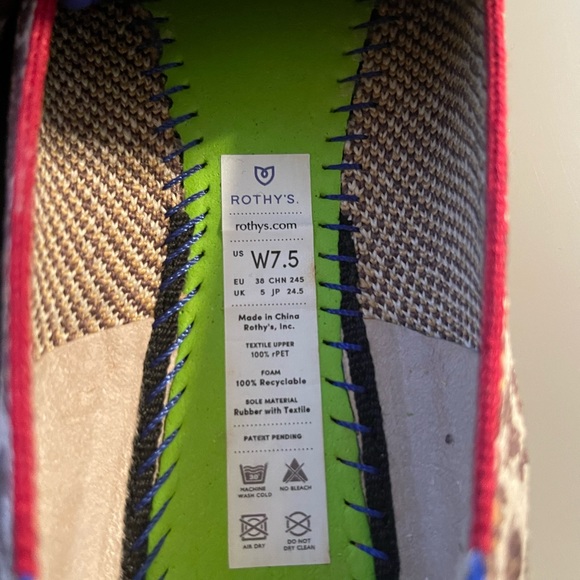 ROTHY'S.
rothys.com
US W7.5
EU 38 CHN 245
UK 5 JP 24.5
Made in China
Rothy's, Inc.
TEXTILE UPPER
100% rPET
FOAM
100% Recyclable
SOLE MATERIAL
Rubber with Textile
PATENT PENDING
MACHINE WASH COLD
NO BLEACH
AIR DRY
DO NOT DRY CLEAN